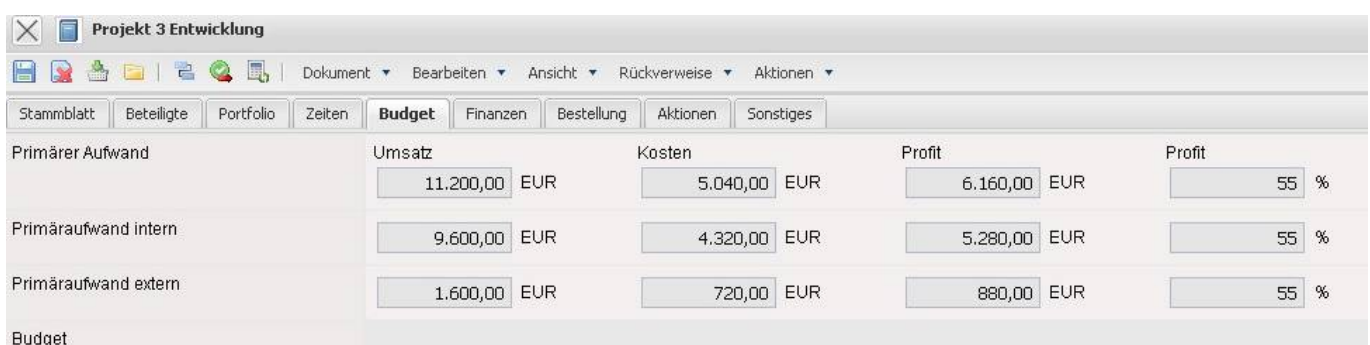 Projekt 3 Entwicklung
Dokument Bearbeiten Ansicht Rückverweise Aktionen
Stammblatt Beteiligte Portfolio Zeiten Budget Finanzen Bestellung Aktionen Sonstiges
Primärer Aufwand Umsatz Kosten Profit Profit
11.200,00 EUR 5.040,00 EUR 6.160,00 EUR 55 %
Primäraufwand intern 9.600,00 EUR 4.320,00 EUR 5.280,00 EUR 55 %
Primäraufwand extern 1.600,00 EUR 720,00 EUR 880,00 EUR 55 %
Budget